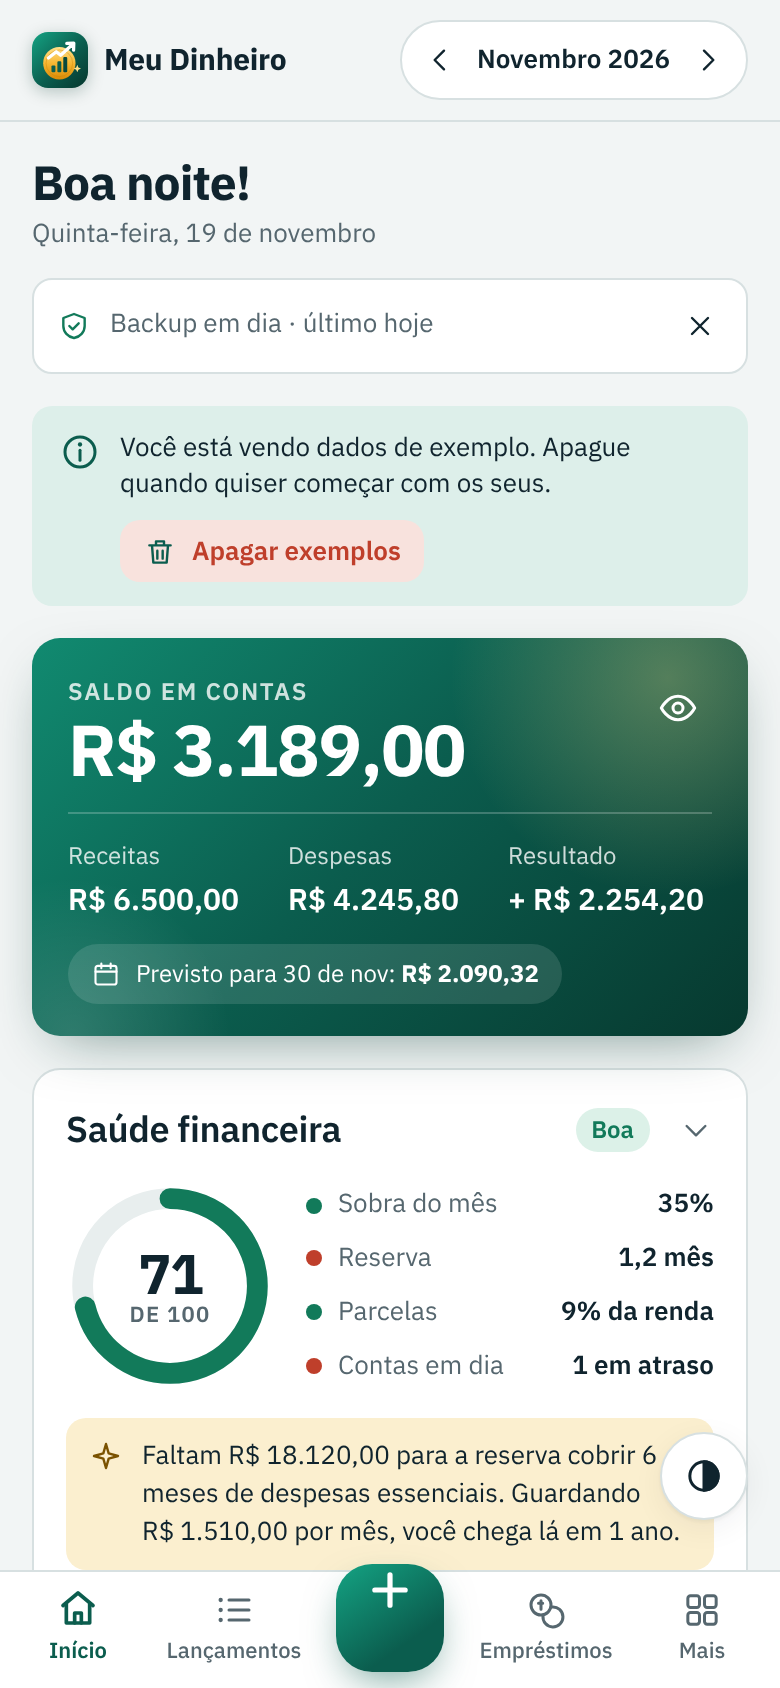 Meu Dinheiro
Novembro 2026
Boa noite!
Quinta-feira, 19 de novembro
Backup em dia · último hoje
Você está vendo dados de exemplo. Apague
quando quiser começar com os seus.
Apagar exemplos
SALDO EM CONTAS
R$ 3.189,00
Receitas
Despesas
Resultado
R$ 6.500,00
R$ 4.245,80
+ R$ 2.254,20
Previsto para 30 de nov: R$ 2.090,32
Saúde financeira
Boa
71
DE 100
Sobra do mês 35%
Reserva 1,2 mês
Parcelas 9% da renda
Contas em dia 1 em atraso
Faltam R$ 18.120,00 para a reserva cobrir 6
meses de despesas essenciais. Guardando
R$ 1.510,00 por mês, você chega lá em 1 ano.
Início
Lançamentos
Empréstimos
Mais